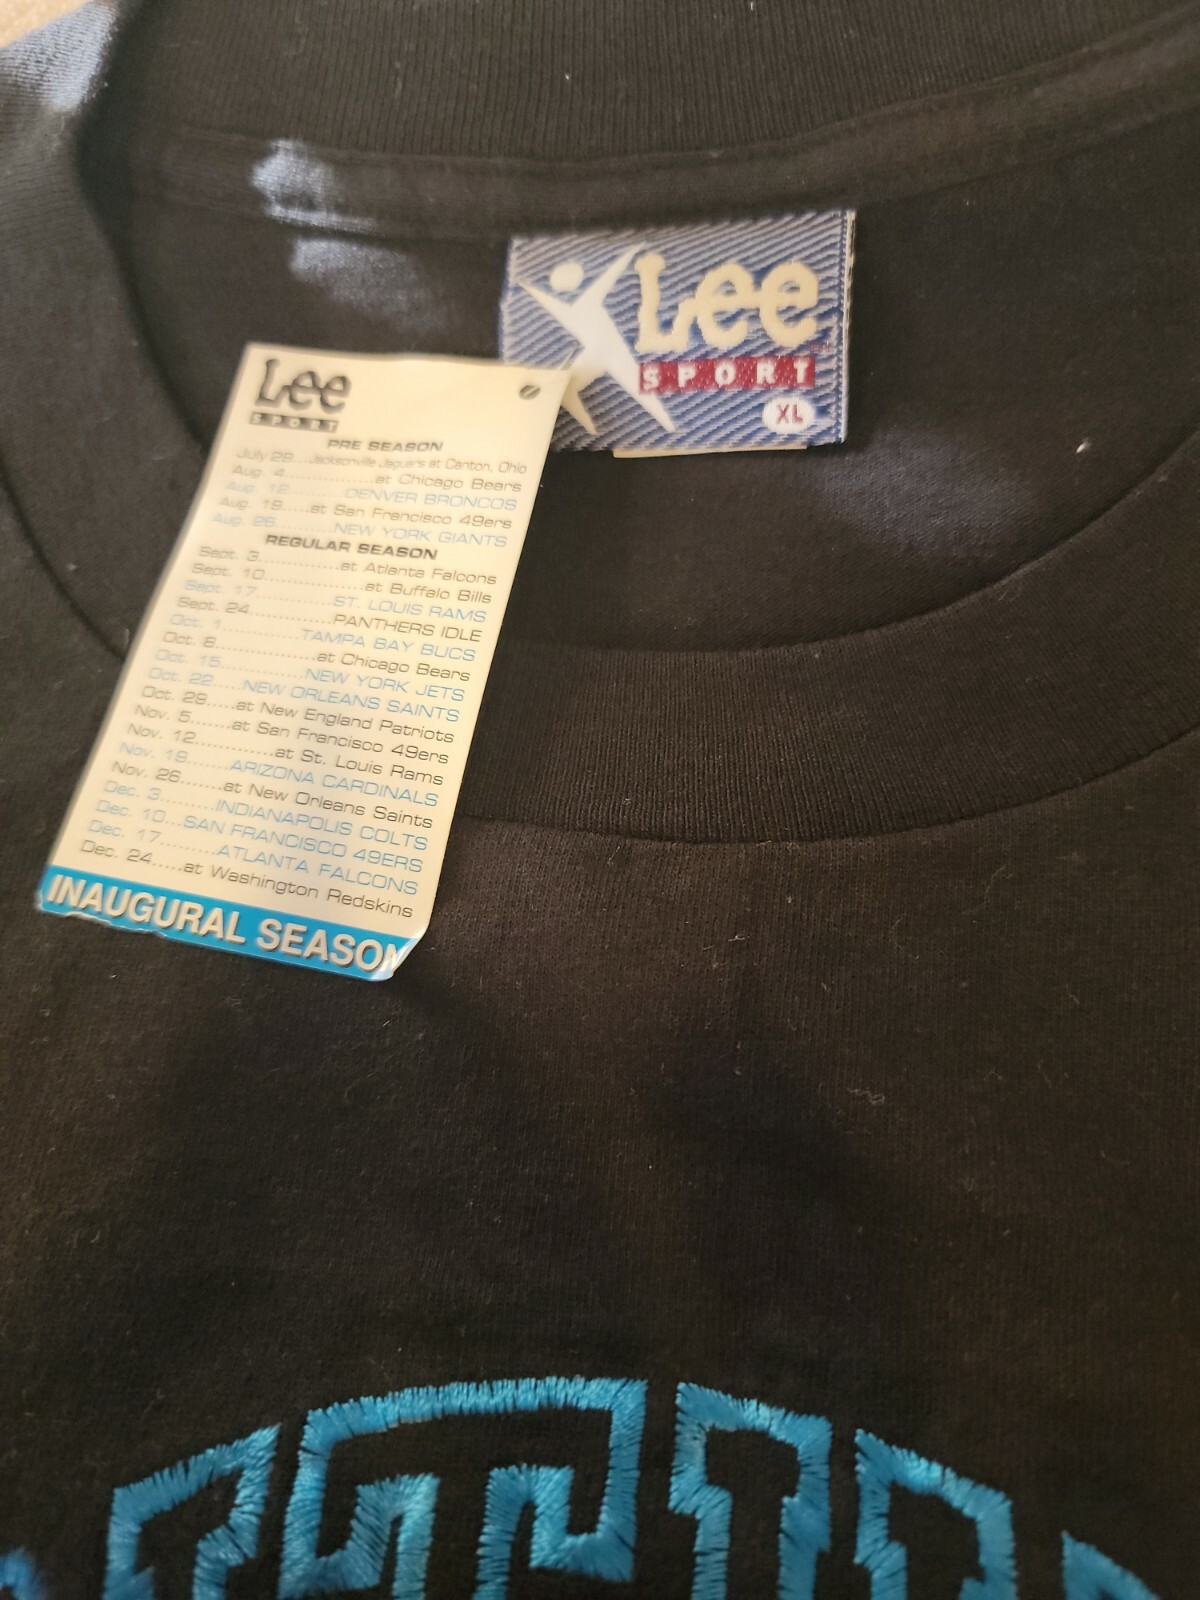 Lee
SPORT
XL
Lee
SPORT
PRE SEASON
July 29....Jacksonville Jaguars at Canton, Ohio
Aug. 4................at Chicago Bears
Aug. 12..........DENVER BRONCOS
Aug. 19.....at San Francisco 49ers
Aug. 26...........NEW YORK GIANTS
REGULAR SEASON
Sept. 3...............at Atlanta Falcons
Sept. 10...................at Buffalo Bills
Sept. 17..............ST. LOUIS RAMS
Sept. 24...............PANTHERS IDLE
Oct. 1...............TAMPA BAY BUCS
Oct. 8...................at Chicago Bears
Oct. 15................NEW YORK JETS
Oct. 22.....NEW ORLEANS SAINTS
Oct. 29.....at New England Patriots
Nov. 5........at San Francisco 49ers
Nov. 12...............at St. Louis Rams
Nov. 19........ARIZONA CARDINALS
Nov. 26........at New Orleans Saints
Dec. 3..........INDIANAPOLIS COLTS
Dec. 10...SAN FRANCISCO 49ERS
Dec. 17..........ATLANTA FALCONS
Dec. 24.....at Washington Redskins
INAUGURAL SEASON